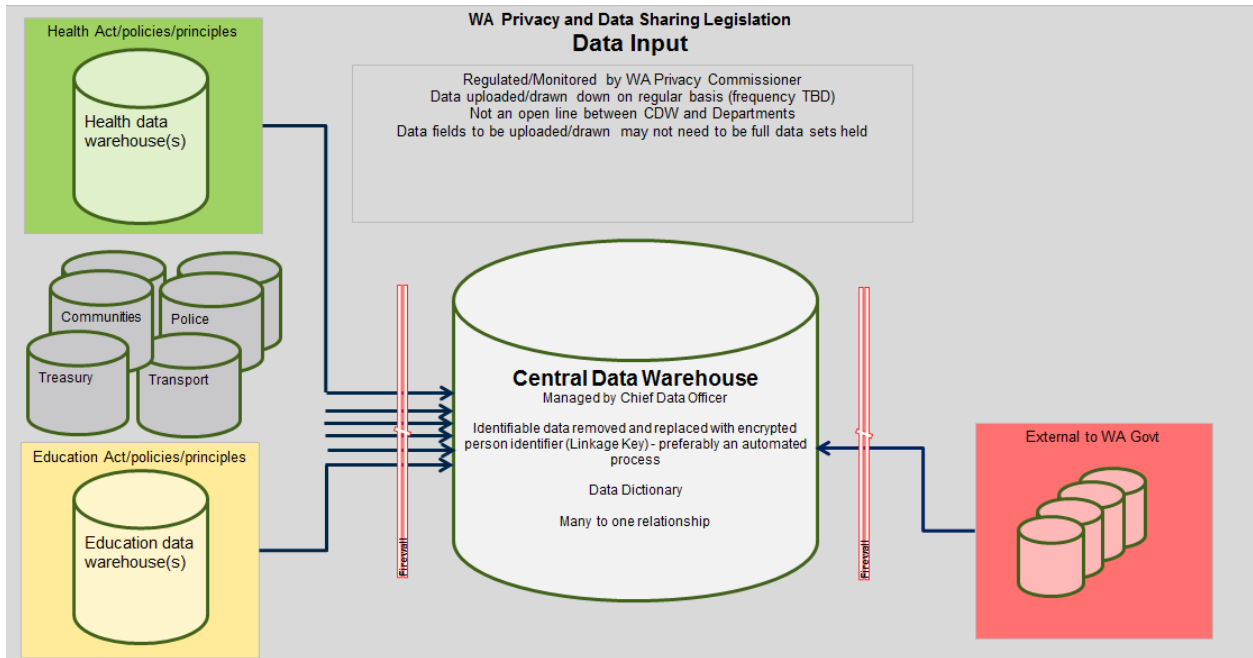 WA Privacy and Data Sharing Legislation
Data Input
Regulated/Monitored by WA Privacy Commissioner
Data uploaded/drawn down on regular basis (frequency TBD)
Not an open line between CDW and Departments
Data fields to be uploaded/drawn may not need to be full data sets held
Health Act/policies/principles
Health data
warehouse(s)
Communities
Police
Treasury
Transport
Education Act/policies/principles
Education data
warehouse(s)
Firewall
Central Data Warehouse
Managed by Chief Data Officer
Identifiable data removed and replaced with encrypted
person identifier (Linkage Key) - preferably an automated
process
Data Dictionary
Many to one relationship
Firewall
External to WA Govt